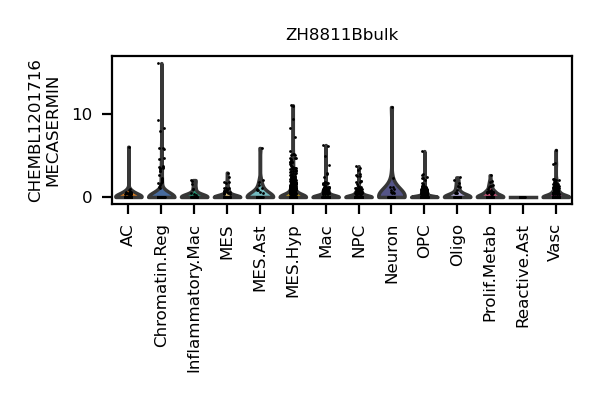 ZH8811Bbulk
CHEMBL1201716
MECASERMIN
10
0
AC
Chromatin.Reg
Inflammatory.Mac
MES
MES.Ast
MES.Hyp
Mac
NPC
Neuron
OPC
Oligo
Prolif.Metab
Reactive.Ast
Vasc